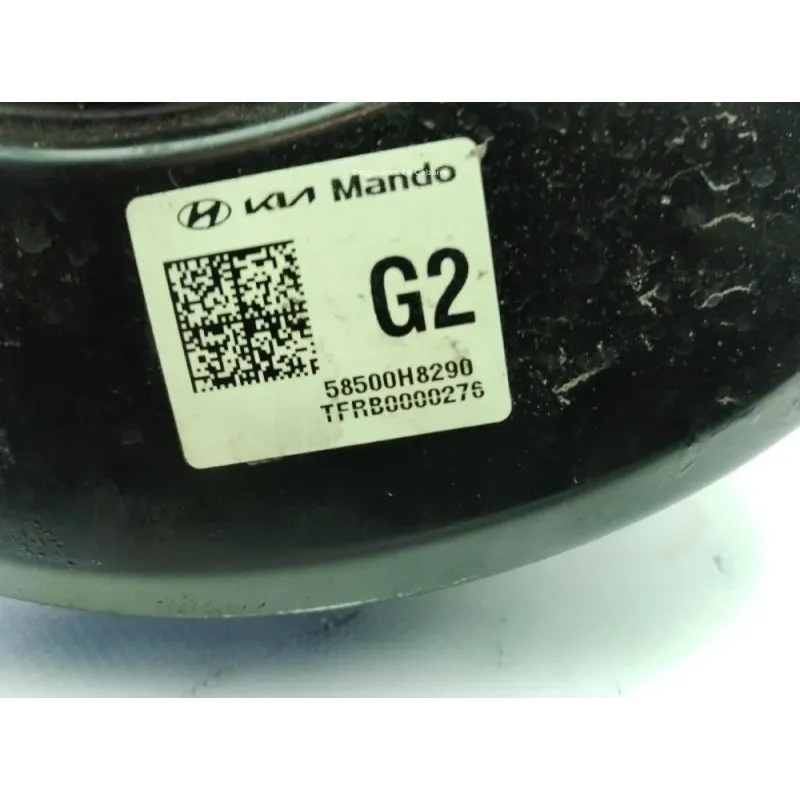 KIA Mando
G2
58500H8290
TFRB0000276